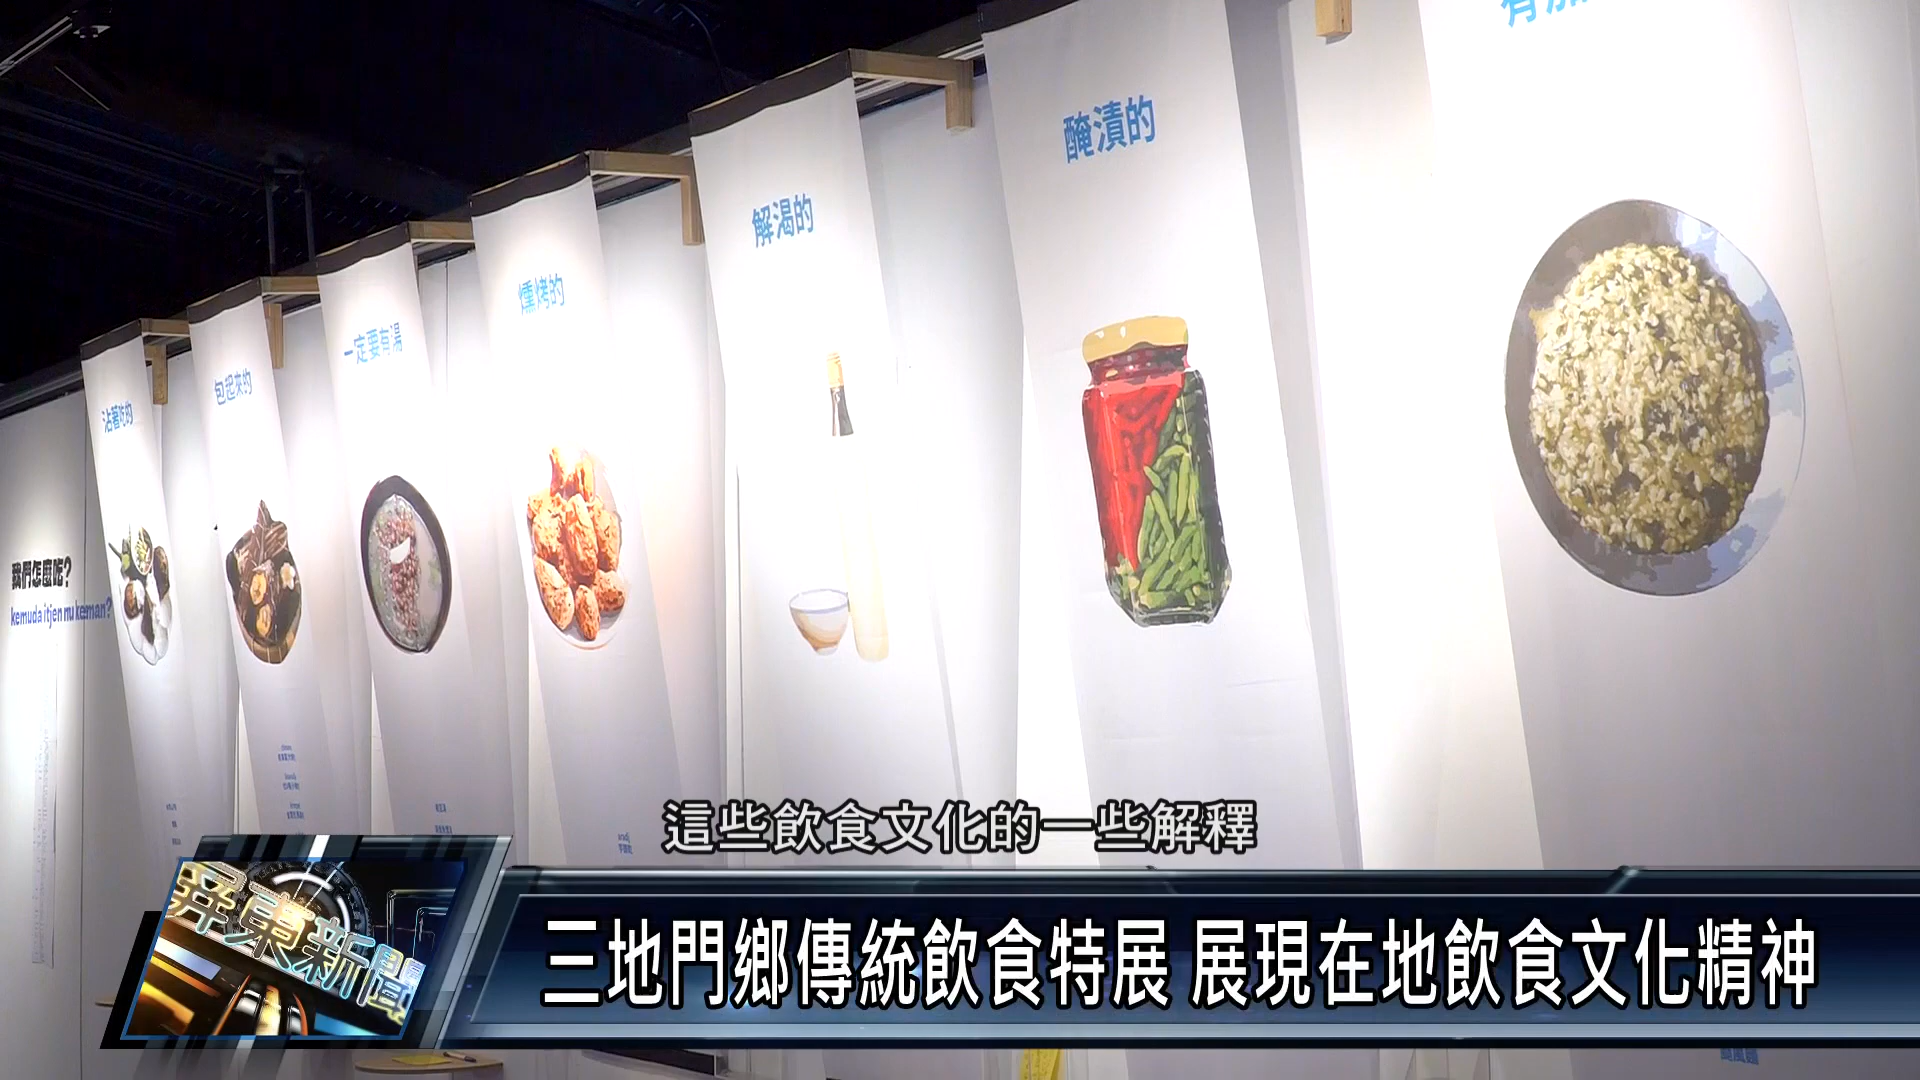 醃漬的
解渴的
燻烤的
一定要有湯
包起來的
沾著吃的
我們怎麼吃?
kemuda itjen nu keman?
這些飲食文化的一些解釋
屏東新聞
三地門鄉傳統飲食特展 展現在地飲食文化精神